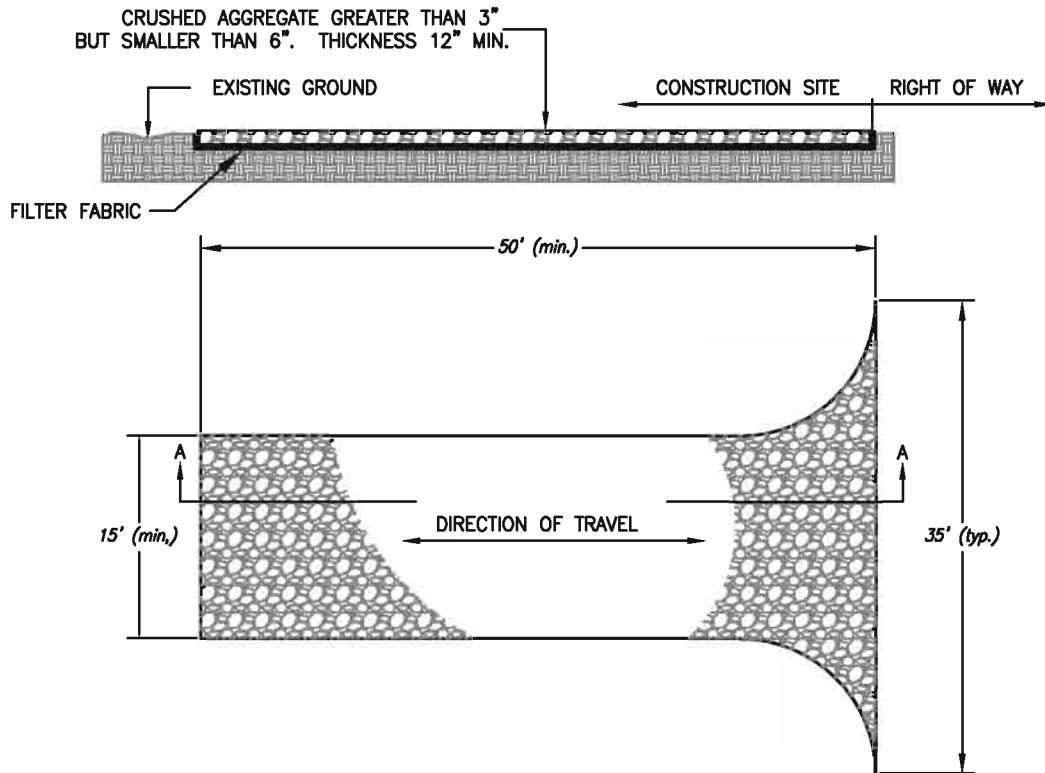 CRUSHED AGGREGATE GREATER THAN 3"
BUT SMALLER THAN 6".  THICKNESS 12" MIN.
EXISTING GROUND
CONSTRUCTION SITE
RIGHT OF WAY
FILTER FABRIC
50' (min.)
A
A
15' (min,)
DIRECTION OF TRAVEL
35' (typ.)